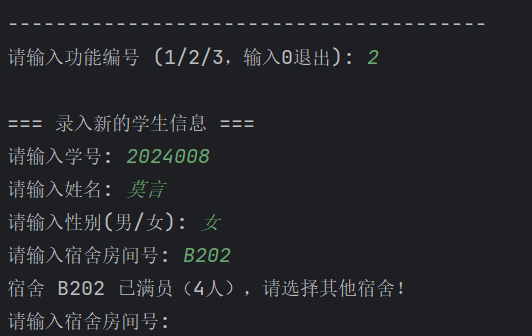 ----------------------------------------
请输入功能编号 (1/2/3，输入0退出): 2
=== 录入新的学生信息 ===
请输入学号: 2024008
请输入姓名: 莫言
请输入性别(男/女): 女
请输入宿舍房间号: B202
宿舍 B202 已满员（4人），请选择其他宿舍！
请输入宿舍房间号: